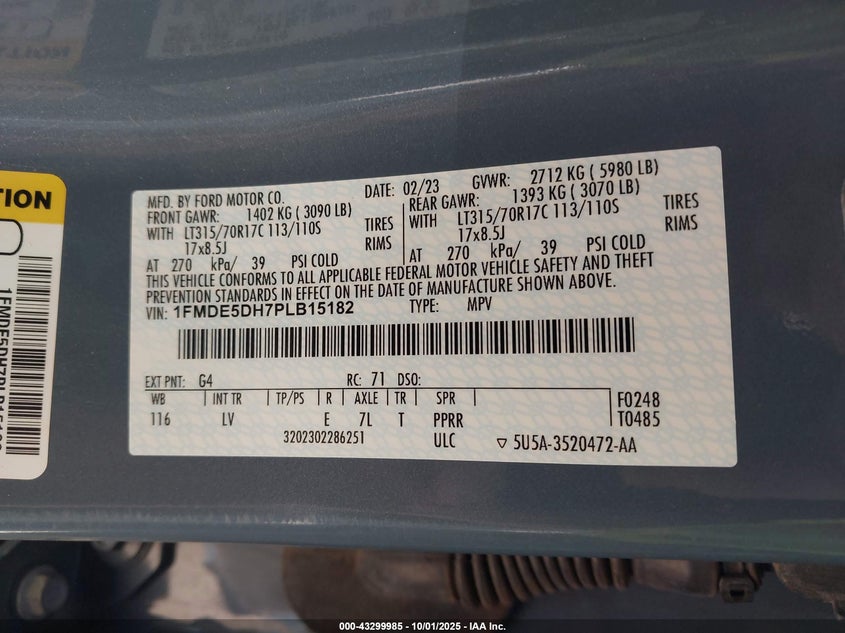 TION
1FMDE5DH7PLB15182
MFD. BY FORD MOTOR CO.
DATE: 02/23 GVWR: 2712 KG ( 5980 LB)
FRONT GAWR: 1402 KG ( 3090 LB)
WITH LT315/70R17C 113/110S TIRES
17x8.5J RIMS
AT 270 kPa/ 39 PSI COLD
REAR GAWR: 1393 KG ( 3070 LB)
WITH LT315/70R17C 113/110S TIRES
17x8.5J RIMS
AT 270 kPa/ 39 PSI COLD
THIS VEHICLE CONFORMS TO ALL APPLICABLE FEDERAL MOTOR VEHICLE SAFETY AND THEFT
PREVENTION STANDARDS IN EFFECT ON THE DATE OF MANUFACTURE SHOWN ABOVE.
VIN: 1FMDE5DH7PLB15182 TYPE: MPV
EXT PNT: G4 RC: 71 DSO:
WB INT TR TP/PS R AXLE TR SPR
116 LV E 7L T PPRR
F0248
T0485
3202302286251 ULC ▽ 5U5A-3520472-AA
000-43299985 - 10/01/2025 - IAA Inc.